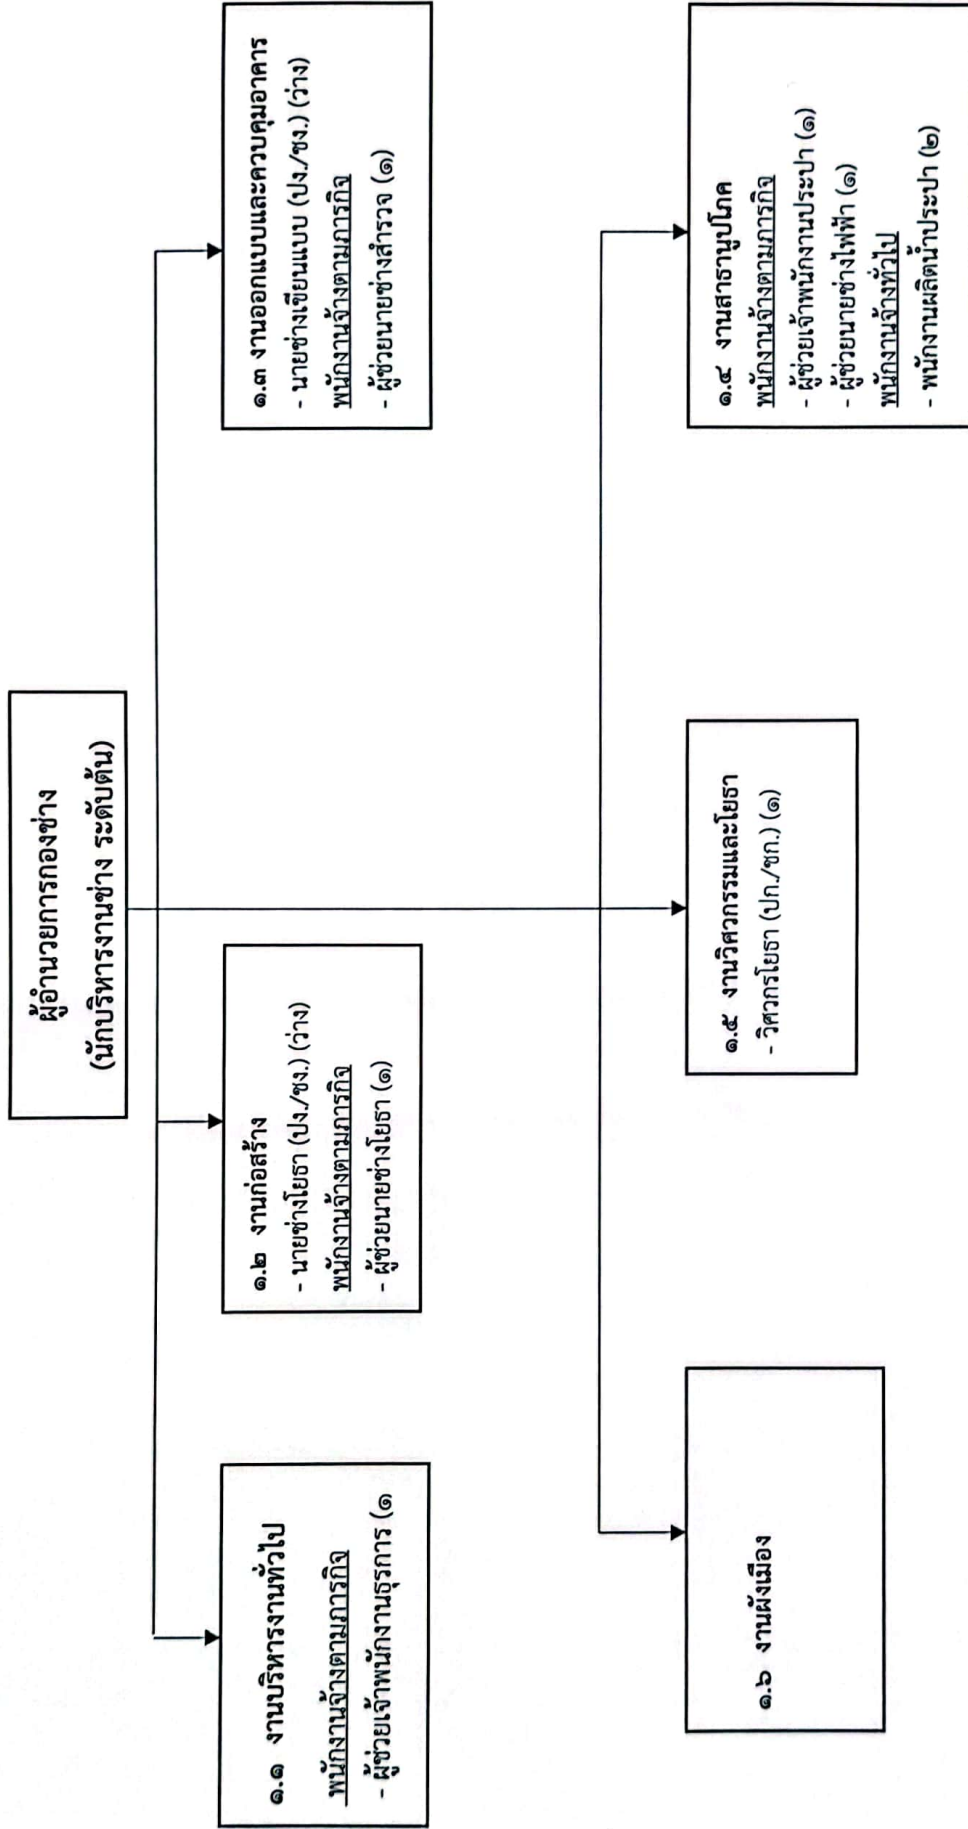 ผู้อำนวยการกองช่าง
(นักบริหารงานช่าง ระดับต้น)
๑.๑ งานบริหารงานทั่วไป
พนักงานจ้างตามภารกิจ
- ผู้ช่วยเจ้าพนักงานธุรการ (๑
๑.๒ งานก่อสร้าง
- นายช่างโยธา (ปง./ชง.) (ว่าง)
พนักงานจ้างตามภารกิจ
- ผู้ช่วยนายช่างโยธา (๑)
๑.๓ งานออกแบบและควบคุมอาคาร
- นายช่างเขียนแบบ (ปง./ชง.) (ว่าง)
พนักงานจ้างตามภารกิจ
- ผู้ช่วยนายช่างสำรวจ (๑)
๑.๖ งานผังเมือง
๑.๕ งานวิศวกรรมและโยธา
- วิศวกรโยธา (ปก./ชก.) (๑)
๑.๔ งานสาธานูปโภค
พนักงานจ้างตามภารกิจ
- ผู้ช่วยเจ้าพนักงานประปา (๑)
- ผู้ช่วยนายช่างไฟฟ้า (๑)
พนักงานจ้างทั่วไป
- พนักงานผลิตน้ำประปา (๒)